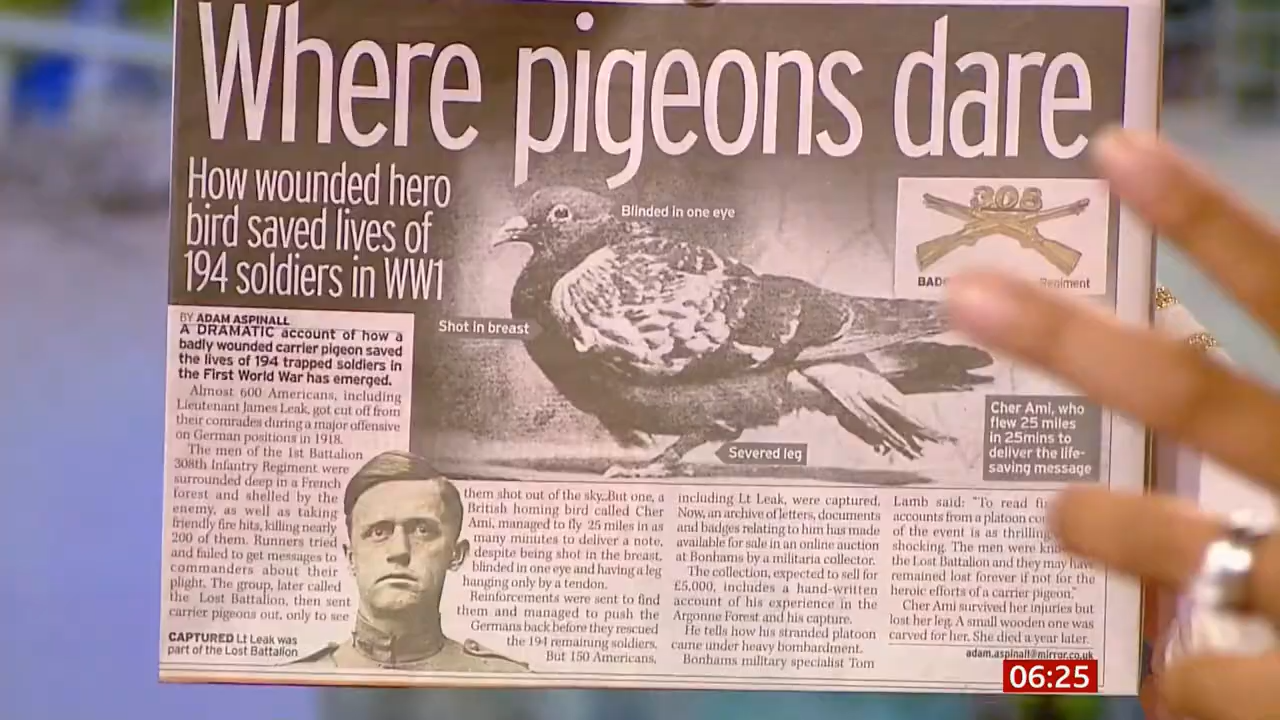 Where pigeons dare
How wounded hero
bird saved lives of
194 soldiers in WW1
Blinded in one eye
308
Regiment
Shot in breast
Severed leg
Cher Ami, who
flew 25 miles
in 25mins to
deliver the life-
saving message
BY ADAM ASPINALL
A DRAMATIC account of how a
badly wounded carrier pigeon saved
the lives of 194 trapped soldiers in
the First World War has emerged.
Almost 600 Americans, including
Lieutenant James Leak, got cut off from
their comrades during a major offensive
on German positions in 1918.
The men of the 1st Battalion
308th Infantry Regiment were
surrounded deep in a French
forest and shelled by the
enemy, as well as taking
friendly fire hits, killing nearly
200 of them. Runners tried
and failed to get messages to
commanders about their
plight. The group, later called
the Lost Battalion, then sent
carrier pigeons out, only to see
CAPTURED Lt Leak was
part of the Lost Battalion
them shot out of the sky..But one, a
British homing bird called Cher
Ami, managed to fly 25 miles in as
many minutes to deliver a note,
despite being shot in the breast,
blinded in one eye and having a leg
hanging only by a tendon.
Reinforcements were sent to find
them and managed to push the
Germans back before they rescued
the 194 remaining soldiers.
But 150 Americans,
including Lt Leak, were captured.
Now, an archive of letters, documents
and badges relating to him has made
available for sale in an online auction
at Bonhams by a militaria collector.
The collection, expected to sell for
£5,000, includes a hand-written
account of his experience in the
Argonne Forest and his capture.
He tells how his stranded platoon
came under heavy bombardment.
Bonhams military specialist Tom
Lamb said: "To read
accounts from a platoon
of the event is as thrilling
shocking. The men were
the Lost Battalion and they may have
remained lost forever if not for the
heroic efforts of a carrier pigeon."
Cher Ami survived her injuries but
lost her leg. A small wooden one was
carved for her. She died a year later.
adam.aspinall@mirror.co.uk
06:25